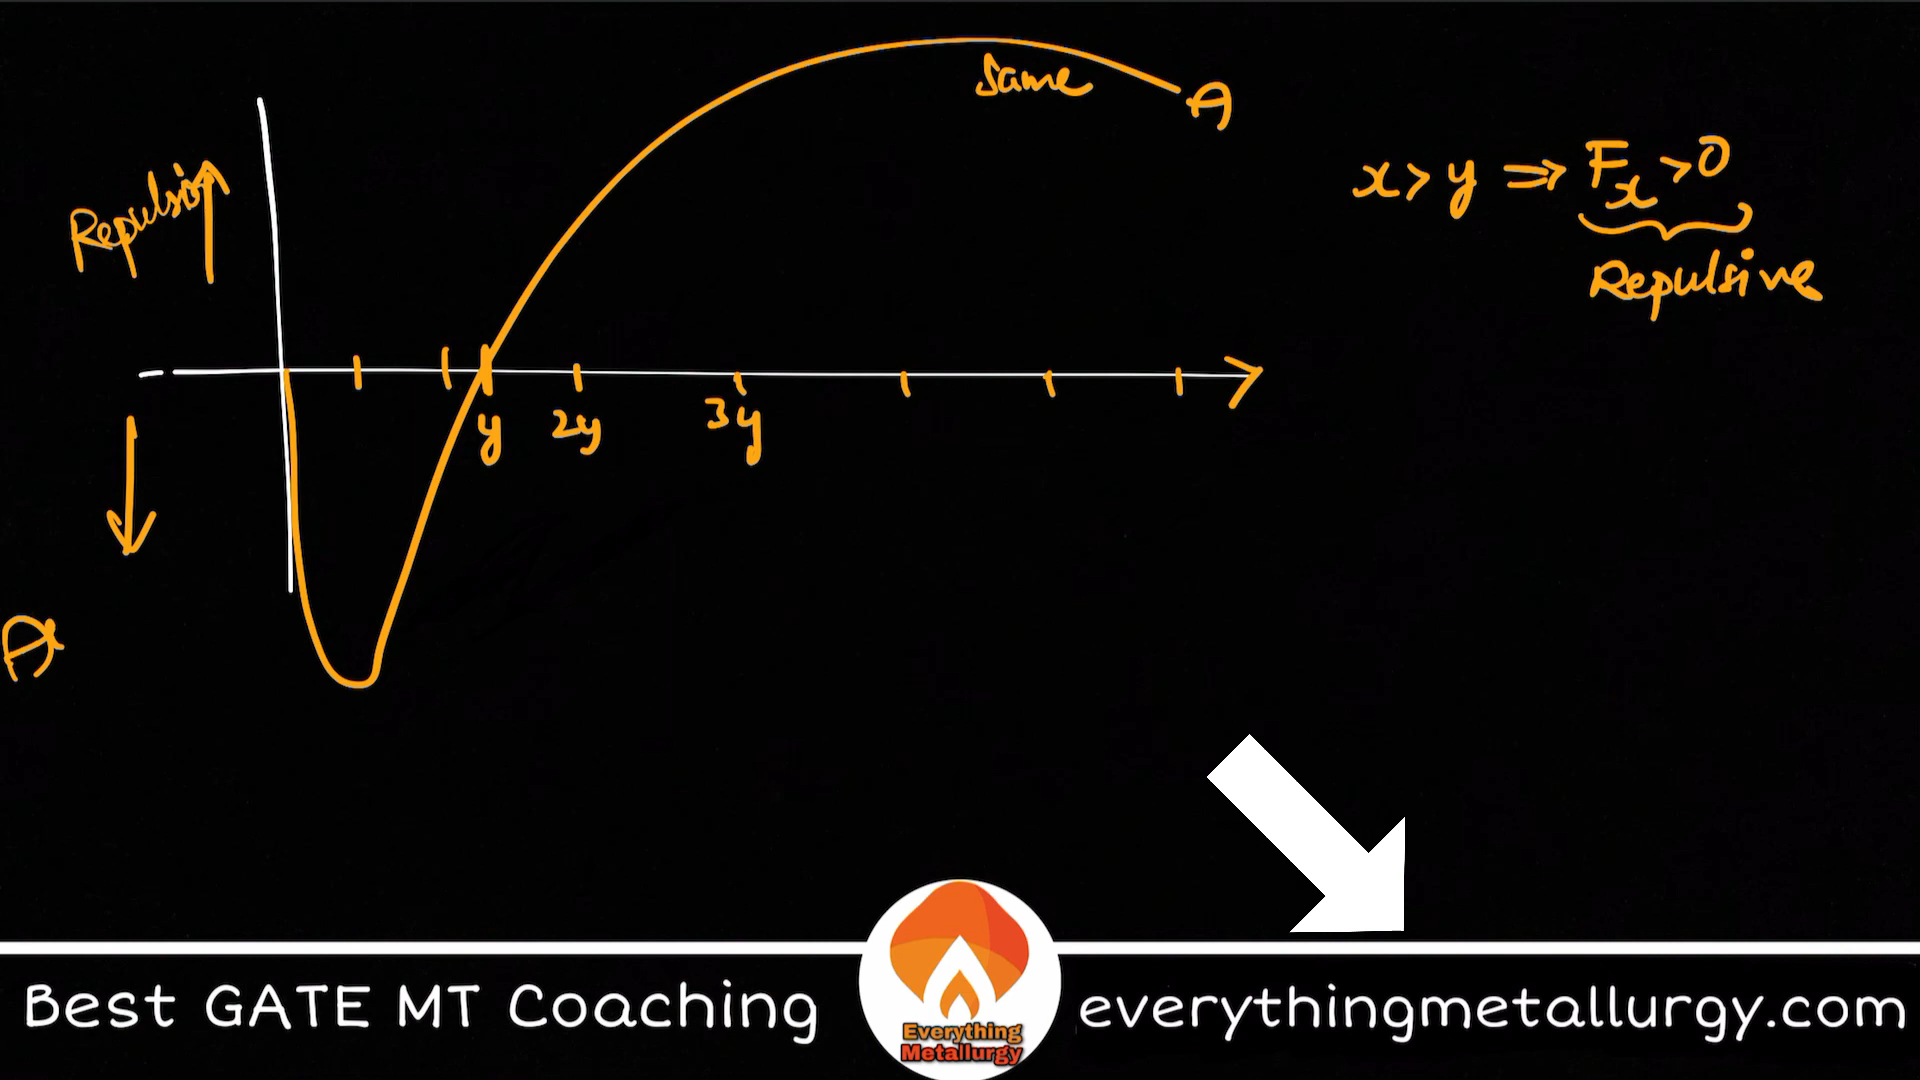 Same
A
x > y ⇒ Fx > 0
Repulsive
Repulsion
y 2y 3y
A
Best GATE MT Coaching
everythingmetallurgy.com
Everything
Metallurgy